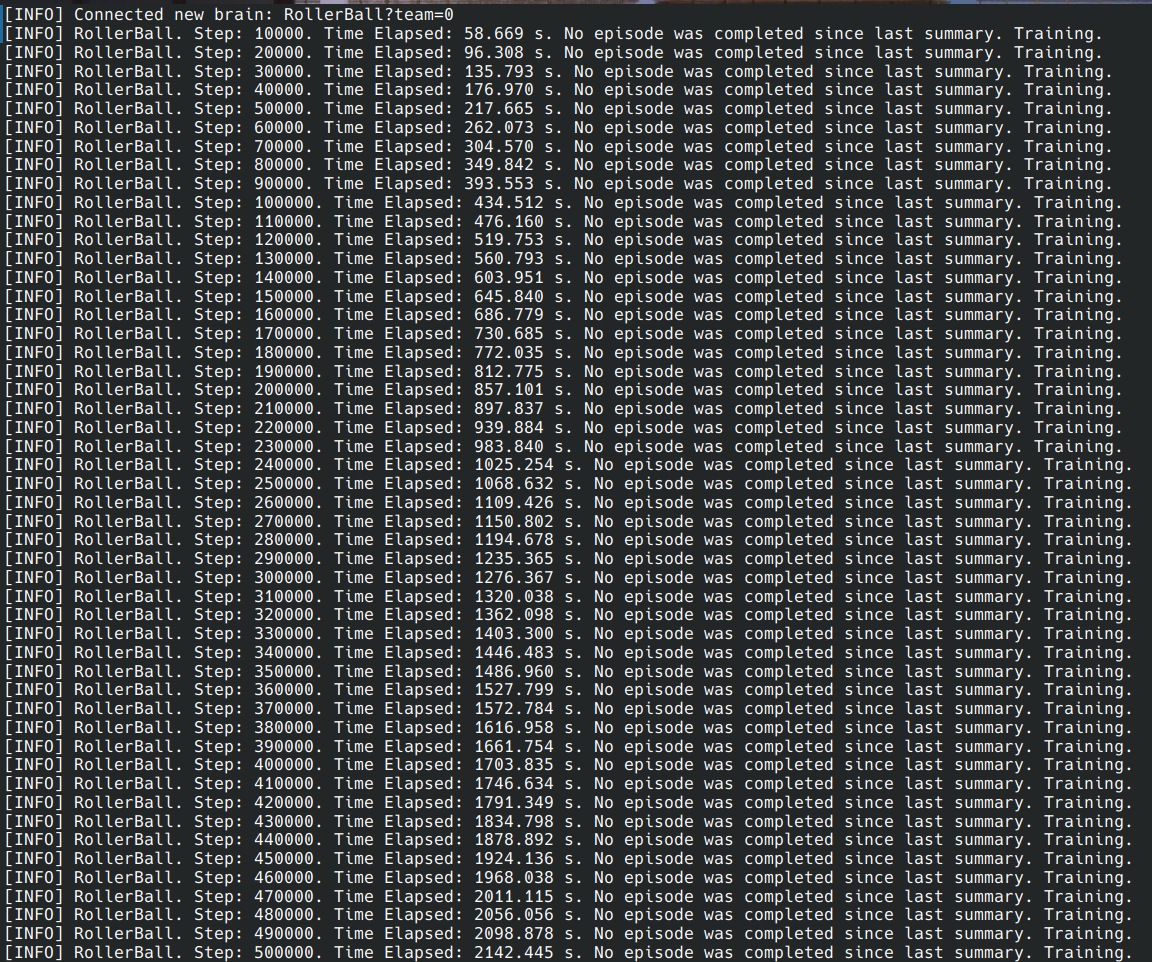 [INFO] Connected new brain: RollerBall?team=0
[INFO] RollerBall. Step: 10000. Time Elapsed: 58.669 s. No episode was completed since last summary. Training.
[INFO] RollerBall. Step: 20000. Time Elapsed: 96.308 s. No episode was completed since last summary. Training.
[INFO] RollerBall. Step: 30000. Time Elapsed: 135.793 s. No episode was completed since last summary. Training.
[INFO] RollerBall. Step: 40000. Time Elapsed: 176.970 s. No episode was completed since last summary. Training.
[INFO] RollerBall. Step: 50000. Time Elapsed: 217.665 s. No episode was completed since last summary. Training.
[INFO] RollerBall. Step: 60000. Time Elapsed: 262.073 s. No episode was completed since last summary. Training.
[INFO] RollerBall. Step: 70000. Time Elapsed: 304.570 s. No episode was completed since last summary. Training.
[INFO] RollerBall. Step: 80000. Time Elapsed: 349.842 s. No episode was completed since last summary. Training.
[INFO] RollerBall. Step: 90000. Time Elapsed: 393.553 s. No episode was completed since last summary. Training.
[INFO] RollerBall. Step: 100000. Time Elapsed: 434.512 s. No episode was completed since last summary. Training.
[INFO] RollerBall. Step: 110000. Time Elapsed: 476.160 s. No episode was completed since last summary. Training.
[INFO] RollerBall. Step: 120000. Time Elapsed: 519.753 s. No episode was completed since last summary. Training.
[INFO] RollerBall. Step: 130000. Time Elapsed: 560.793 s. No episode was completed since last summary. Training.
[INFO] RollerBall. Step: 140000. Time Elapsed: 603.951 s. No episode was completed since last summary. Training.
[INFO] RollerBall. Step: 150000. Time Elapsed: 645.840 s. No episode was completed since last summary. Training.
[INFO] RollerBall. Step: 160000. Time Elapsed: 686.779 s. No episode was completed since last summary. Training.
[INFO] RollerBall. Step: 170000. Time Elapsed: 730.685 s. No episode was completed since last summary. Training.
[INFO] RollerBall. Step: 180000. Time Elapsed: 772.035 s. No episode was completed since last summary. Training.
[INFO] RollerBall. Step: 190000. Time Elapsed: 812.775 s. No episode was completed since last summary. Training.
[INFO] RollerBall. Step: 200000. Time Elapsed: 857.101 s. No episode was completed since last summary. Training.
[INFO] RollerBall. Step: 210000. Time Elapsed: 897.837 s. No episode was completed since last summary. Training.
[INFO] RollerBall. Step: 220000. Time Elapsed: 939.884 s. No episode was completed since last summary. Training.
[INFO] RollerBall. Step: 230000. Time Elapsed: 983.840 s. No episode was completed since last summary. Training.
[INFO] RollerBall. Step: 240000. Time Elapsed: 1025.254 s. No episode was completed since last summary. Training.
[INFO] RollerBall. Step: 250000. Time Elapsed: 1068.632 s. No episode was completed since last summary. Training.
[INFO] RollerBall. Step: 260000. Time Elapsed: 1109.426 s. No episode was completed since last summary. Training.
[INFO] RollerBall. Step: 270000. Time Elapsed: 1150.802 s. No episode was completed since last summary. Training.
[INFO] RollerBall. Step: 280000. Time Elapsed: 1194.678 s. No episode was completed since last summary. Training.
[INFO] RollerBall. Step: 290000. Time Elapsed: 1235.365 s. No episode was completed since last summary. Training.
[INFO] RollerBall. Step: 300000. Time Elapsed: 1276.367 s. No episode was completed since last summary. Training.
[INFO] RollerBall. Step: 310000. Time Elapsed: 1320.038 s. No episode was completed since last summary. Training.
[INFO] RollerBall. Step: 320000. Time Elapsed: 1362.098 s. No episode was completed since last summary. Training.
[INFO] RollerBall. Step: 330000. Time Elapsed: 1403.300 s. No episode was completed since last summary. Training.
[INFO] RollerBall. Step: 340000. Time Elapsed: 1446.483 s. No episode was completed since last summary. Training.
[INFO] RollerBall. Step: 350000. Time Elapsed: 1486.960 s. No episode was completed since last summary. Training.
[INFO] RollerBall. Step: 360000. Time Elapsed: 1527.799 s. No episode was completed since last summary. Training.
[INFO] RollerBall. Step: 370000. Time Elapsed: 1572.784 s. No episode was completed since last summary. Training.
[INFO] RollerBall. Step: 380000. Time Elapsed: 1616.958 s. No episode was completed since last summary. Training.
[INFO] RollerBall. Step: 390000. Time Elapsed: 1661.754 s. No episode was completed since last summary. Training.
[INFO] RollerBall. Step: 400000. Time Elapsed: 1703.835 s. No episode was completed since last summary. Training.
[INFO] RollerBall. Step: 410000. Time Elapsed: 1746.634 s. No episode was completed since last summary. Training.
[INFO] RollerBall. Step: 420000. Time Elapsed: 1791.349 s. No episode was completed since last summary. Training.
[INFO] RollerBall. Step: 430000. Time Elapsed: 1834.798 s. No episode was completed since last summary. Training.
[INFO] RollerBall. Step: 440000. Time Elapsed: 1878.892 s. No episode was completed since last summary. Training.
[INFO] RollerBall. Step: 450000. Time Elapsed: 1924.136 s. No episode was completed since last summary. Training.
[INFO] RollerBall. Step: 460000. Time Elapsed: 1968.038 s. No episode was completed since last summary. Training.
[INFO] RollerBall. Step: 470000. Time Elapsed: 2011.115 s. No episode was completed since last summary. Training.
[INFO] RollerBall. Step: 480000. Time Elapsed: 2056.056 s. No episode was completed since last summary. Training.
[INFO] RollerBall. Step: 490000. Time Elapsed: 2098.878 s. No episode was completed since last summary. Training.
[INFO] RollerBall. Step: 500000. Time Elapsed: 2142.445 s. No episode was completed since last summary. Training.